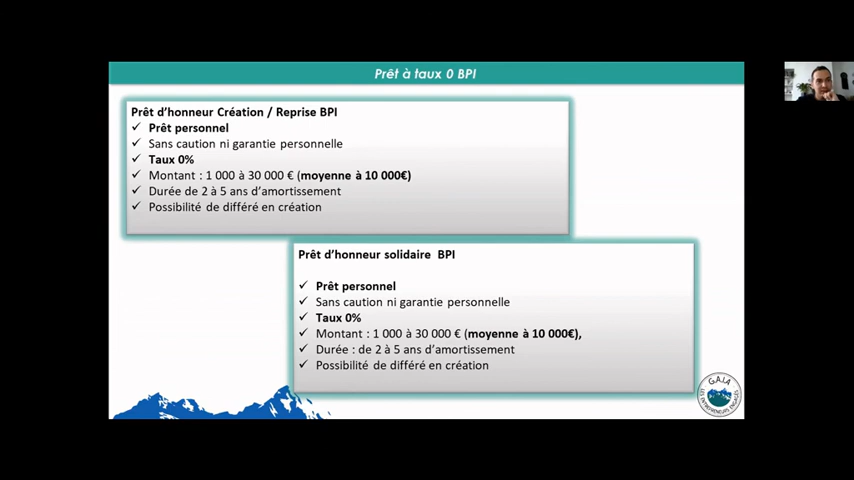 Prêt à taux 0 BPI
Prêt d'honneur Création / Reprise BPI
✓ Prêt personnel
✓ Sans caution ni garantie personnelle
✓ Taux 0%
✓ Montant : 1 000 à 30 000 € (moyenne à 10 000€)
✓ Durée de 2 à 5 ans d'amortissement
✓ Possibilité de différé en création
Prêt d'honneur solidaire BPI
✓ Prêt personnel
✓ Sans caution ni garantie personnelle
✓ Taux 0%
✓ Montant : 1 000 à 30 000 € (moyenne à 10 000€),
✓ Durée : de 2 à 5 ans d'amortissement
✓ Possibilité de différé en création
G.A.I.A
LES ENTREPRENEURS ENGAGÉS